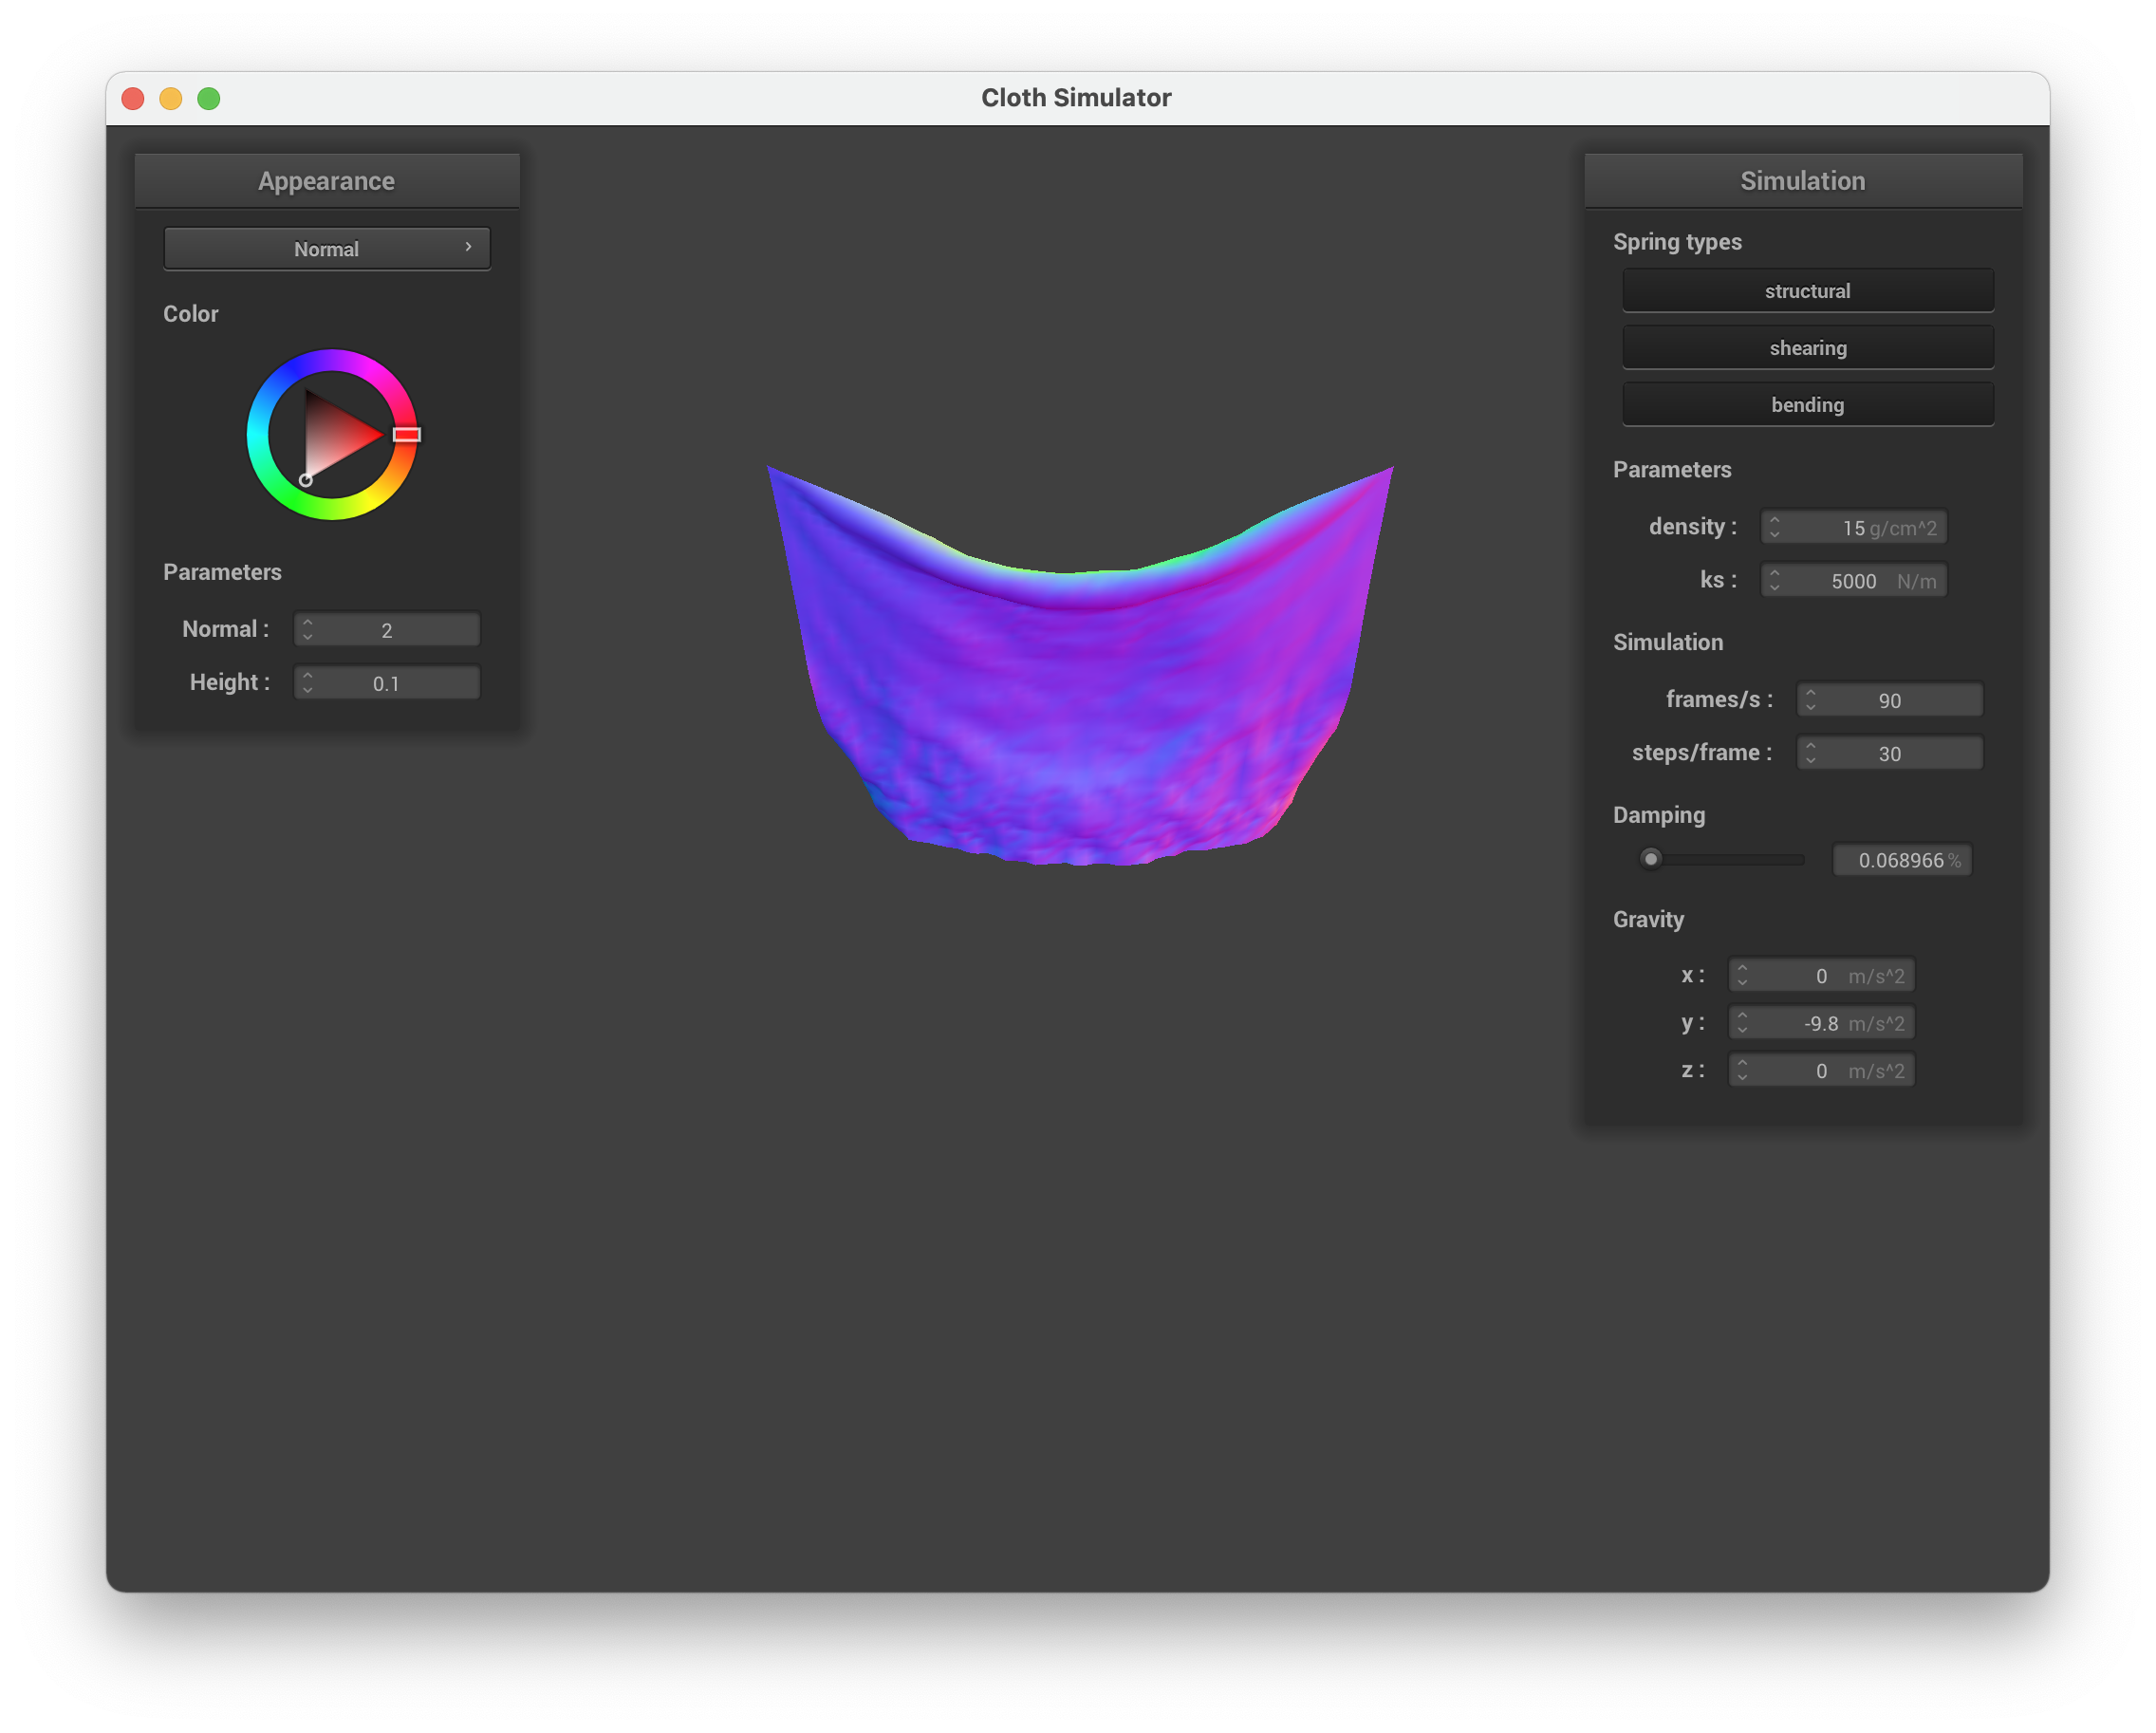 Cloth Simulator
Appearance
Normal
Color
Parameters
Normal : 2
Height : 0.1
Simulation
Spring types
structural
shearing
bending
Parameters
density : 15 g/cm^2
ks : 5000 N/m
Simulation
frames/s : 90
steps/frame : 30
Damping
0.068966 %
Gravity
x : 0 m/s^2
y : -9.8 m/s^2
z : 0 m/s^2